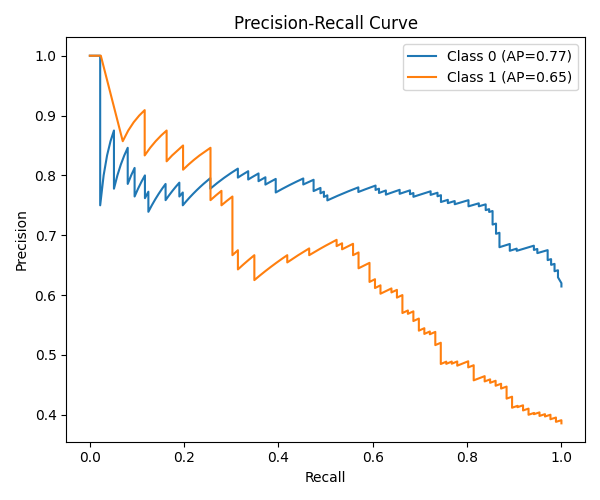 Precision-Recall Curve
Class 0 (AP=0.77)
Class 1 (AP=0.65)
Precision
1.0
0.9
0.8
0.7
0.6
0.5
0.4
0.0 0.2 0.4 0.6 0.8 1.0
Recall